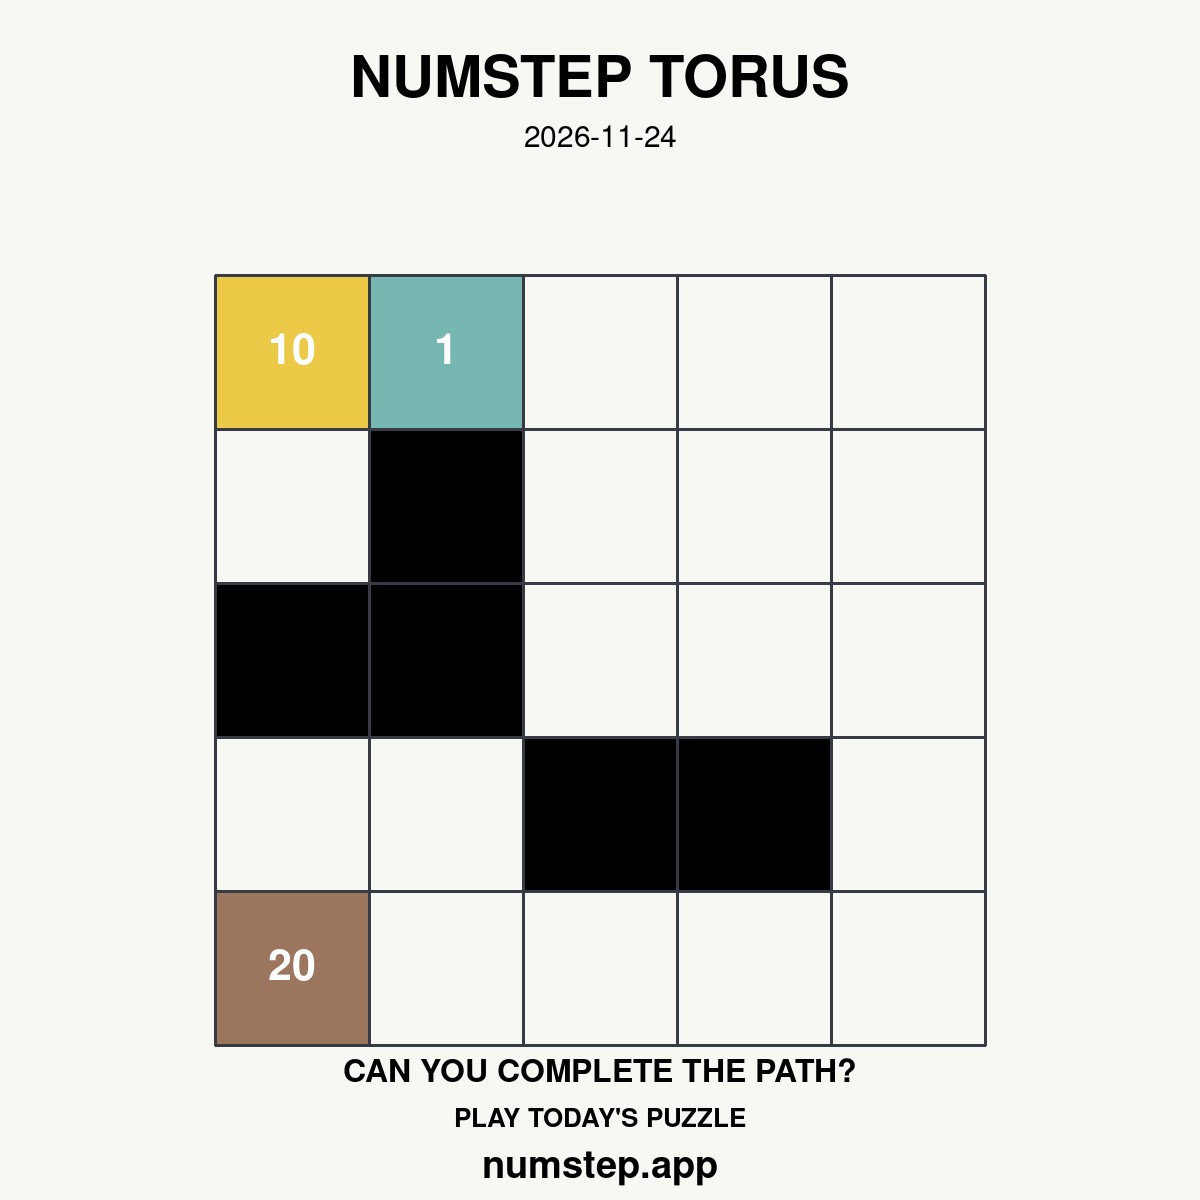 NUMSTEP TORUS
2026-11-24
10 1
20
CAN YOU COMPLETE THE PATH?
PLAY TODAY'S PUZZLE
numstep.app